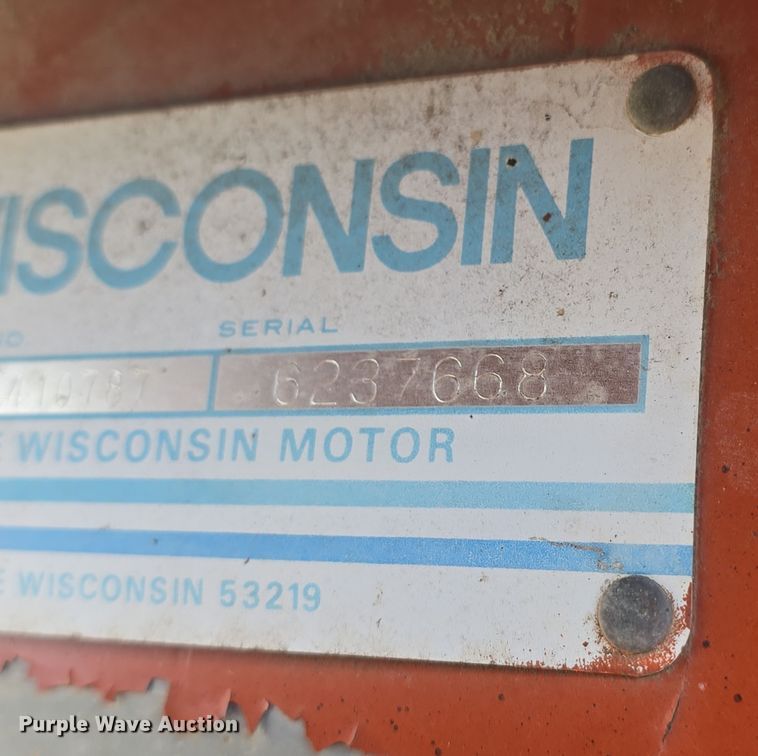 WISCONSIN
SERIAL
6237668
WISCONSIN MOTOR
WISCONSIN 53219
Purple Wave Auction